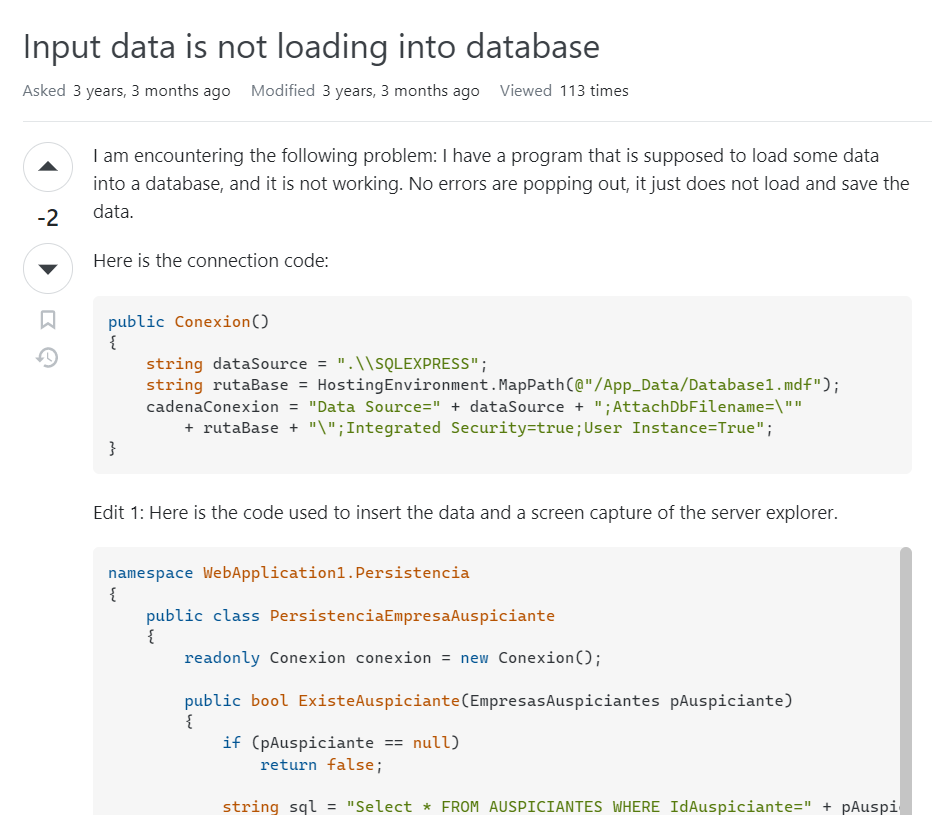 Input data is not loading into database
Asked 3 years, 3 months ago Modified 3 years, 3 months ago Viewed 113 times
I am encountering the following problem: I have a program that is supposed to load some data
into a database, and it is not working. No errors are popping out, it just does not load and save the
data.
-2
Here is the connection code:
public Conexion()
{
    string dataSource = ".\\SQLEXPRESS";
    string rutaBase = HostingEnvironment.MapPath(@"/App_Data/Database1.mdf");
    cadenaConexion = "Data Source=" + dataSource + ";AttachDbFilename=\""
        + rutaBase + "\";Integrated Security=true;User Instance=True";
}
Edit 1: Here is the code used to insert the data and a screen capture of the server explorer.
namespace WebApplication1.Persistencia
{
    public class PersistenciaEmpresaAuspiciante
    {
        readonly Conexion conexion = new Conexion();
        public bool ExisteAuspiciante(EmpresasAuspiciantes pAuspiciante)
        {
            if (pAuspiciante == null)
                return false;
            string sql = "Select * FROM AUSPICIANTES WHERE IdAuspiciante=" + pAuspi